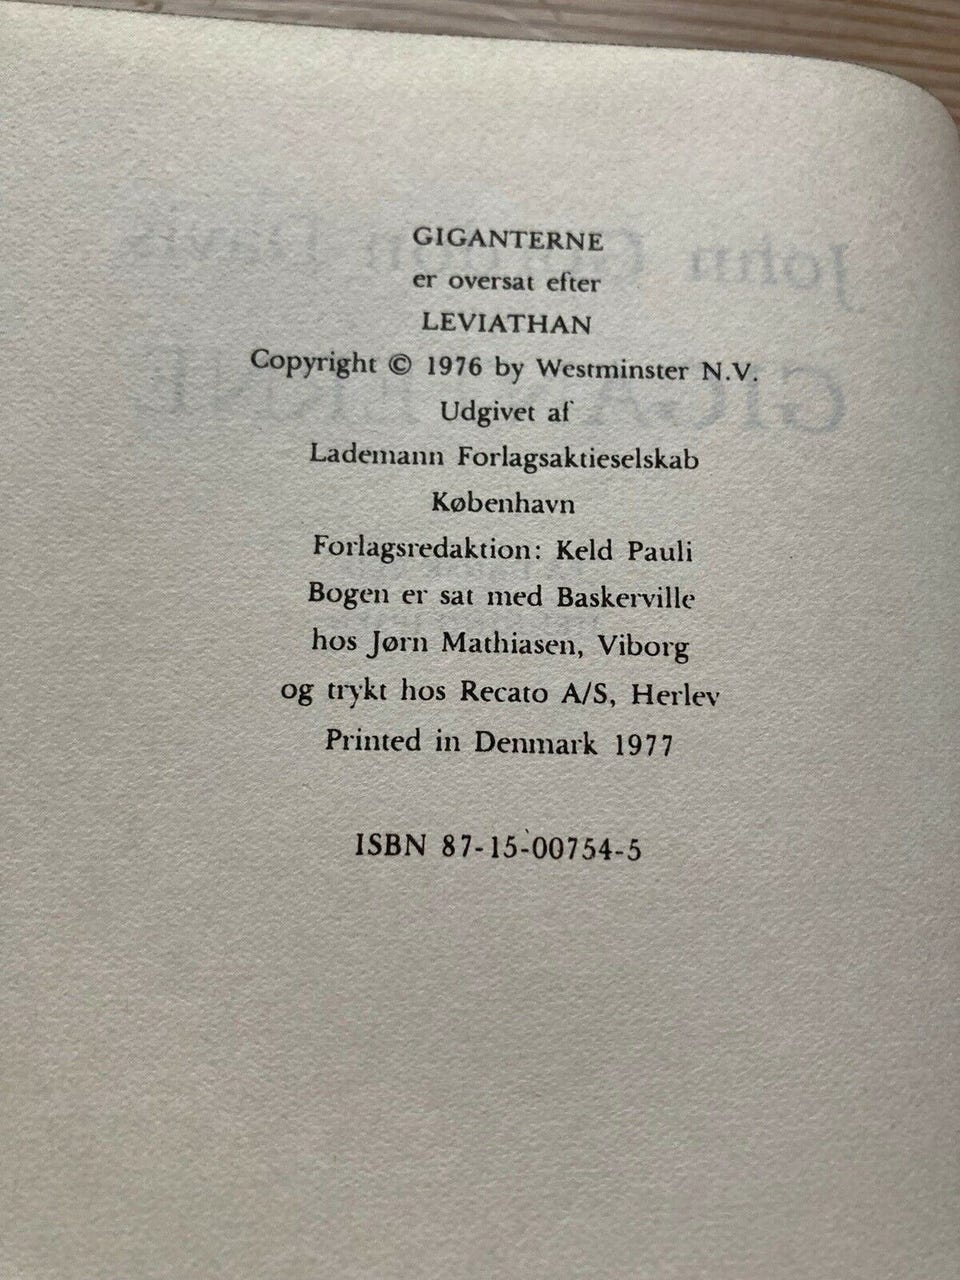 GIGANTERNE
er oversat efter
LEVIATHAN
Copyright © 1976 by Westminster N.V.
Udgivet af
Lademann Forlagsaktieselskab
København
Forlagsredaktion: Keld Pauli
Bogen er sat med Baskerville
hos Jørn Mathiasen, Viborg
og trykt hos Recato A/S, Herlev
Printed in Denmark 1977
ISBN 87-15-00754-5